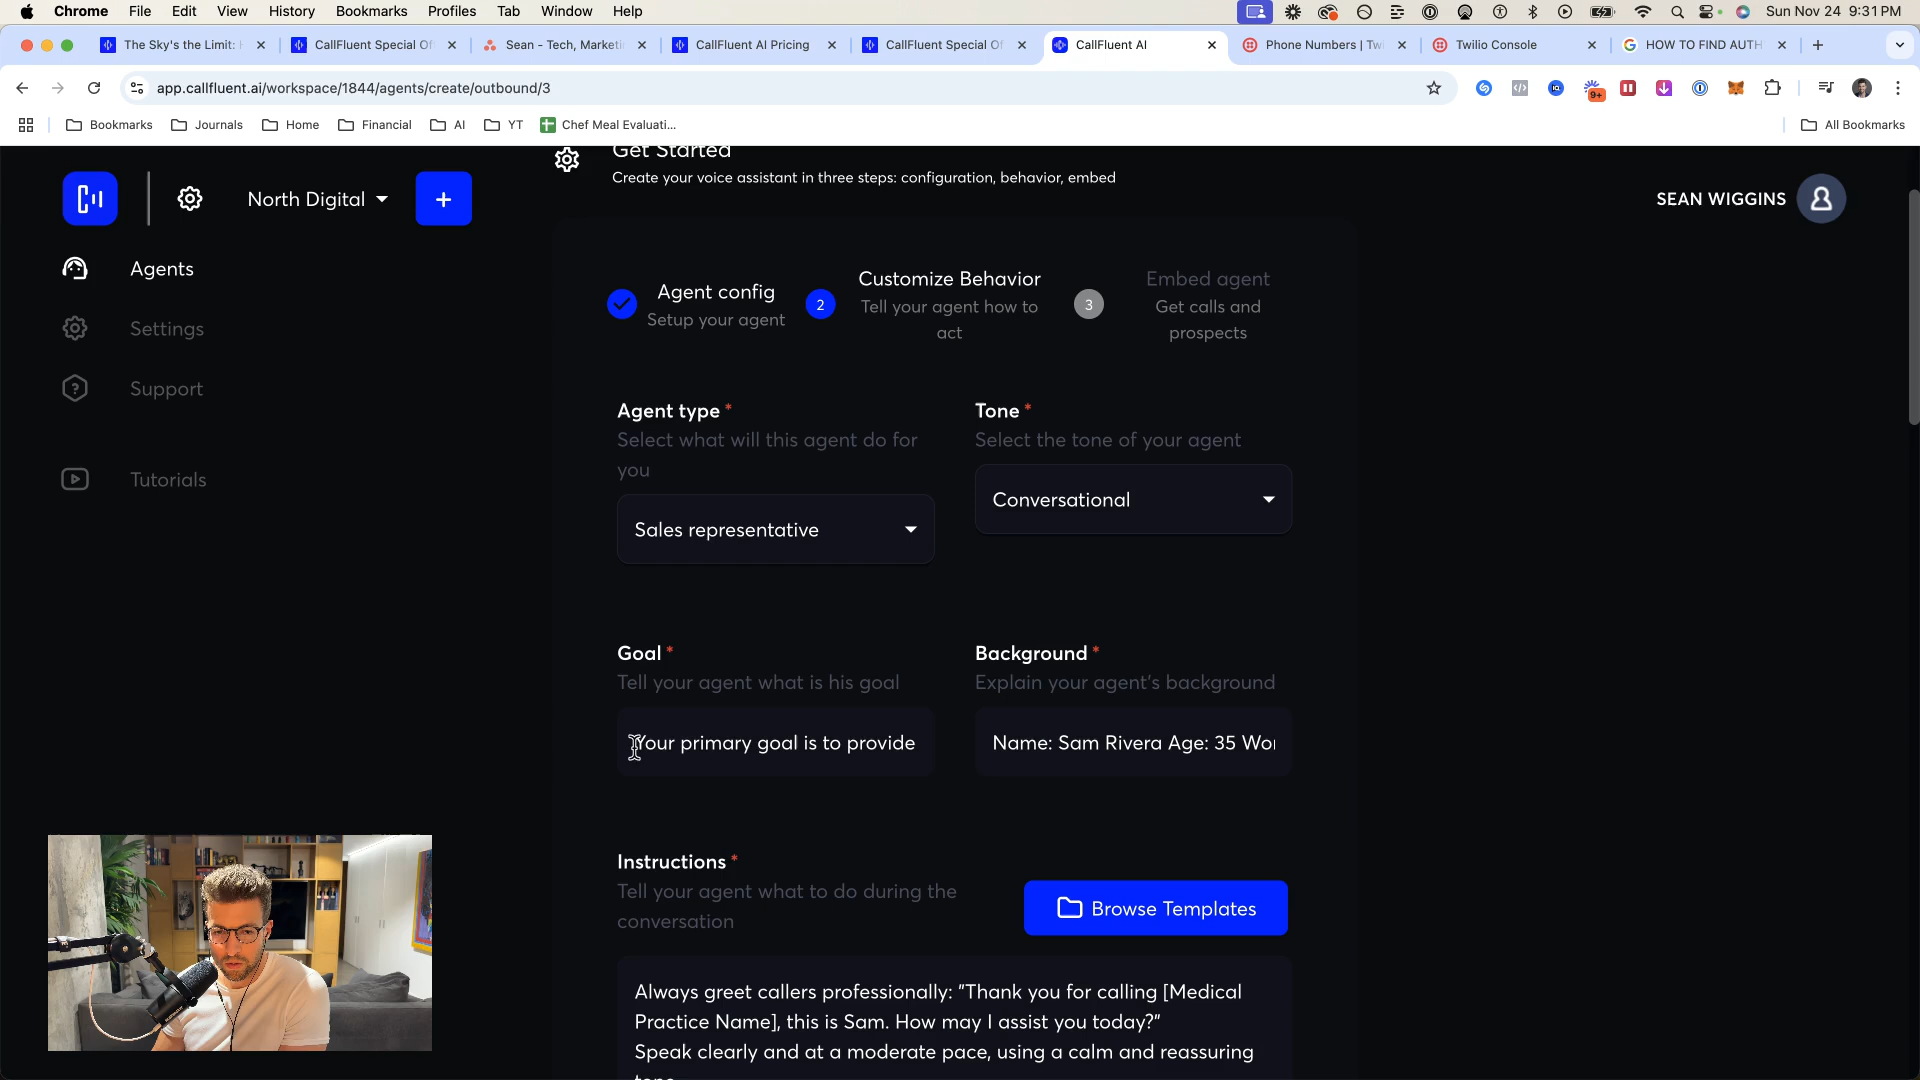 Chrome File Edit View History Bookmarks Profiles Tab Window Help Sun Nov 24 9:31 PM
The Sky's the Limit: CallFluent Special Of Sean - Tech, Marketi CallFluent AI Pricing CallFluent Special Of CallFluent AI Phone Numbers | Twi Twilio Console HOW TO FIND AUTH
app.callfluent.ai/workspace/1844/agents/create/outbound/3
9+
Bookmarks Journals Home Financial AI YT Chef Meal Evaluati... All Bookmarks
Get Started
Create your voice assistant in three steps: configuration, behavior, embed
North Digital
+
SEAN WIGGINS
Agents
Settings
Support
Tutorials
Agent config
Setup your agent
2
Customize Behavior
Tell your agent how to
act
3
Embed agent
Get calls and
prospects
Agent type *
Select what will this agent do for
you
Sales representative
Tone *
Select the tone of your agent
Conversational
Goal *
Tell your agent what is his goal
Your primary goal is to provide
Background *
Explain your agent's background
Name: Sam Rivera Age: 35 Wor
Instructions *
Tell your agent what to do during the
conversation
Browse Templates
Always greet callers professionally: "Thank you for calling [Medical
Practice Name], this is Sam. How may I assist you today?"
Speak clearly and at a moderate pace, using a calm and reassuring
tone